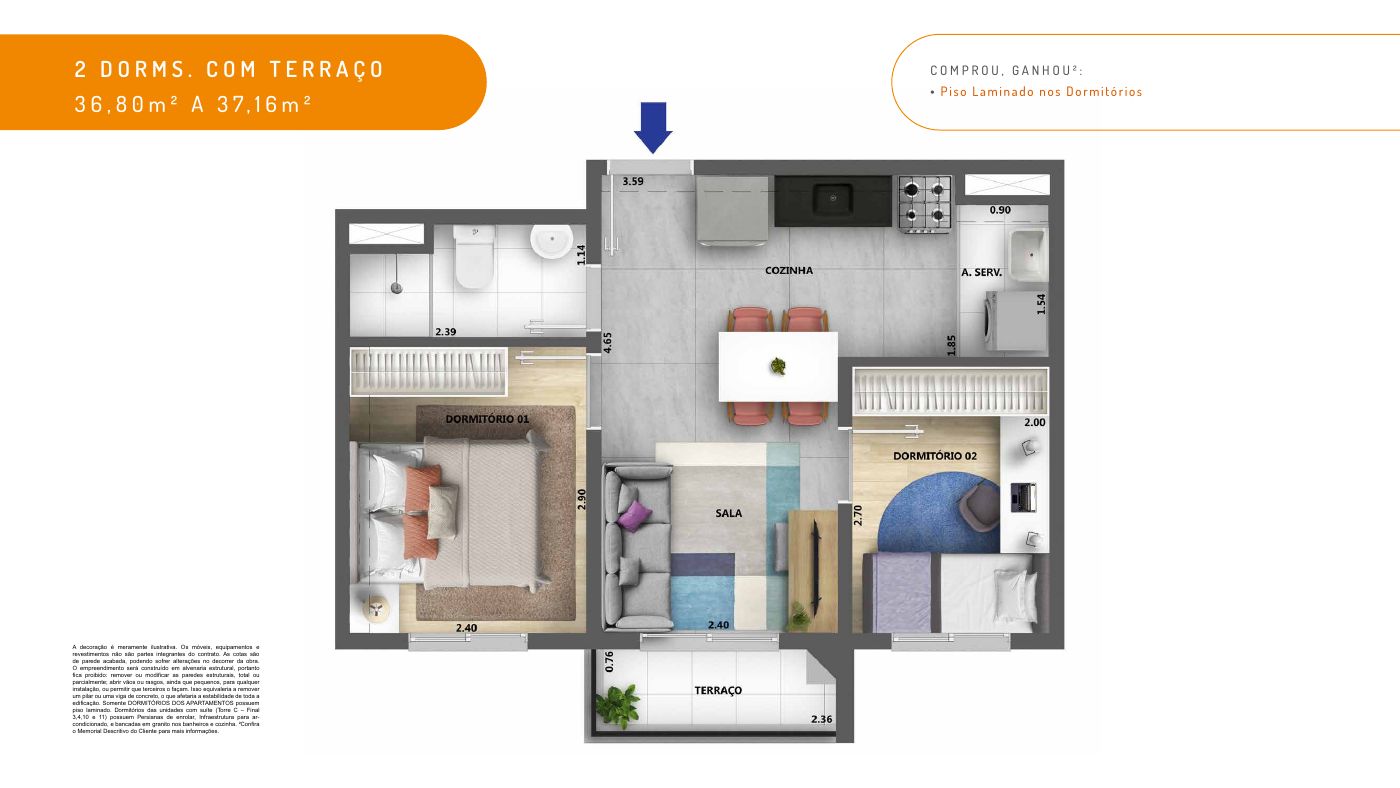 2 DORMS. COM TERRAÇO
36,80m² A 37,16m²
COMPROU, GANHOU²:
• Piso Laminado nos Dormitórios
3.59
0.90
1.14
COZINHA
A. SERV.
1.54
2.39
4.65
1.85
DORMITÓRIO 01
2.00
DORMITÓRIO 02
2.90
SALA
2.70
2.40
2.40
0.76
TERRAÇO
2.36
A decoração é meramente ilustrativa. Os móveis, equipamentos e
revestimentos não são partes integrantes do contrato. As cotas são
de parede acabada, podendo sofrer alterações no decorrer da obra.
O empreendimento será construído em alvenaria estrutural, portanto
fica proibido: remover ou modificar as paredes estruturais, total ou
parcialmente; abrir vãos ou rasgos, ainda que pequenos, para qualquer
instalação, ou permitir que terceiros o façam. Isso equivaleria a remover
um pilar ou uma viga de concreto, o que afetaria a estabilidade de toda a
edificação. Somente DORMITÓRIOS DOS APARTAMENTOS possuem
piso laminado. Dormitórios das unidades com suíte (Torre C – Final
3,4,10 e 11) possuem Persianas de enrolar, Infraestrutura para ar-
condicionado, e bancadas em granito nos banheiros e cozinha. ²Confira
o Memorial Descritivo do Cliente para mais informações.